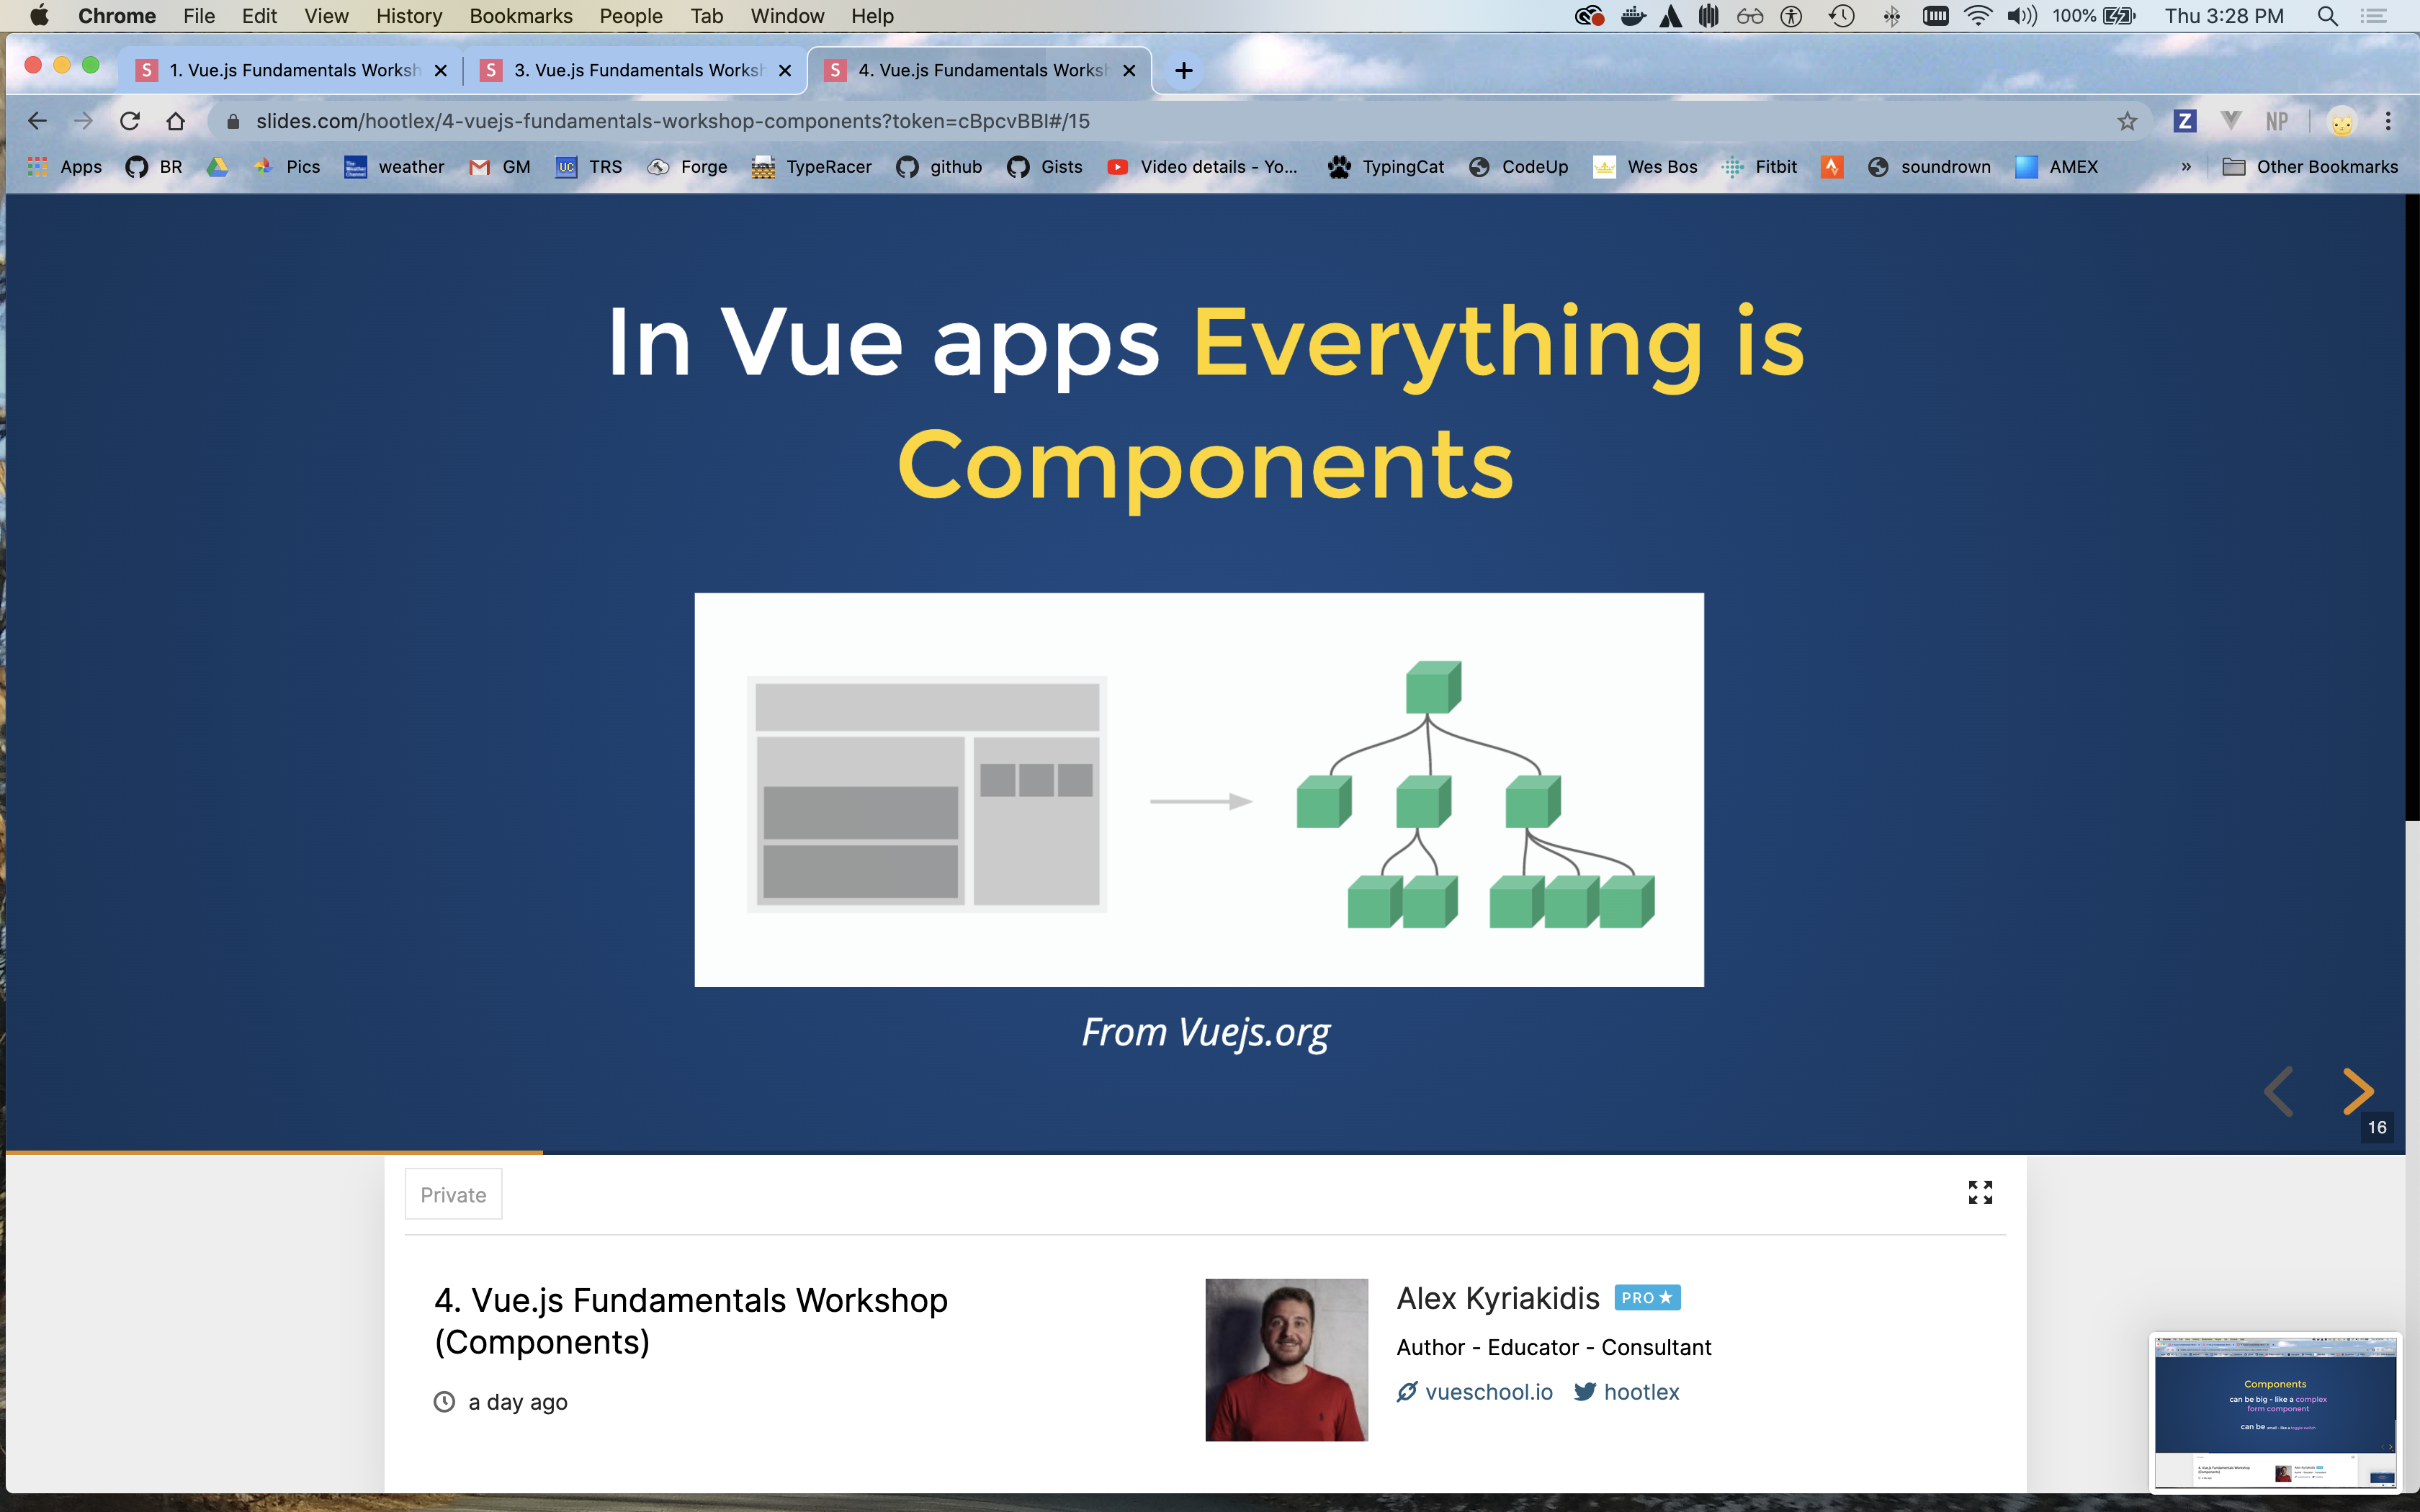 Chrome File Edit View History Bookmarks People Tab Window Help 100% Thu 3:28 PM
S 1. Vue.js Fundamentals Worksh S 3. Vue.js Fundamentals Worksh S 4. Vue.js Fundamentals Worksh
slides.com/hootlex/4-vuejs-fundamentals-workshop-components?token=cBpcvBBI#/15 Z NP
Apps BR Pics weather GM UC TRS Forge TypeRacer github Gists Video details - Yo... TypingCat CodeUp Wes Bos Fitbit soundrown AMEX » Other Bookmarks
In Vue apps Everything is
Components
From Vuejs.org
16
Private
4. Vue.js Fundamentals Workshop
(Components)
a day ago
Alex Kyriakidis PRO
Author - Educator - Consultant
vueschool.io hootlex
Components
can be big - like a complex
form component
can be small - like a toggle switch